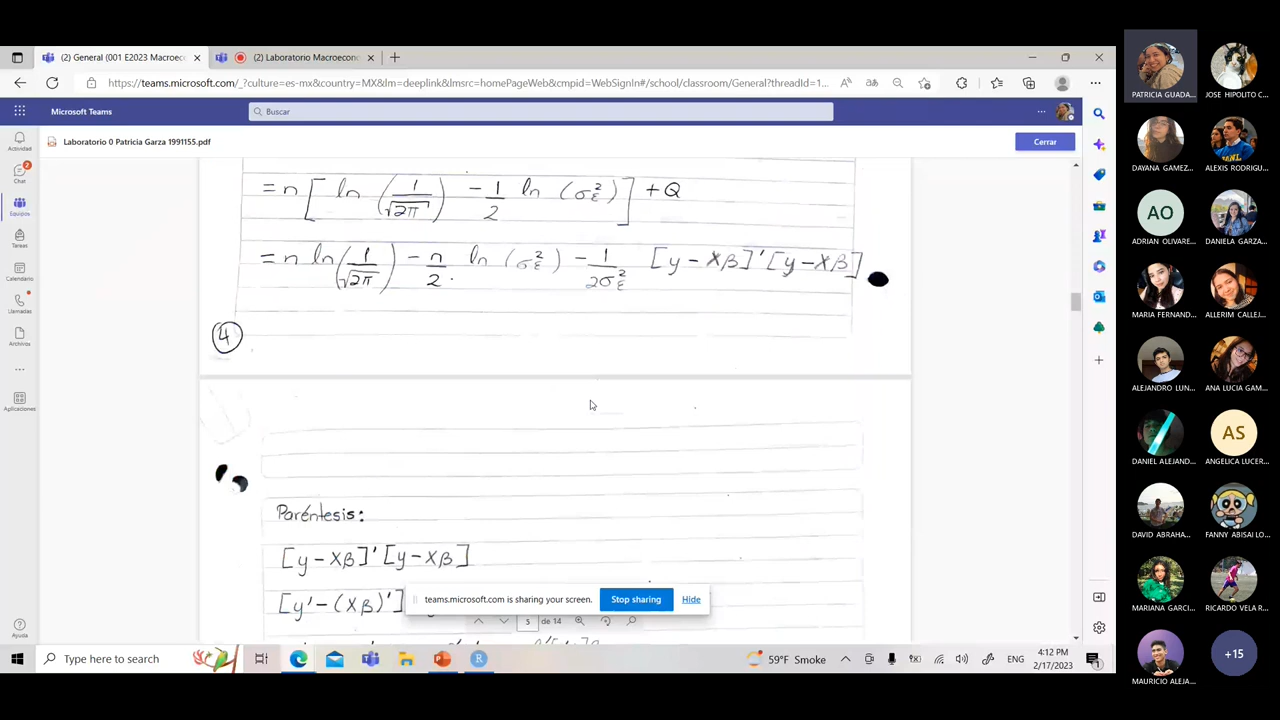 (2) General (001 E2023 Macroec
(2) Laboratorio Macroecon
https://teams.microsoft.com/_?culture=es-mx&country=MX&lm=deeplink&lmsrc=homePageWeb&cmpid=WebSignIn#/school/classroom/General?threadId=1...
Microsoft Teams
Buscar
Laboratorio 0 Patricia Garza 1991155.pdf
Cerrar
Actividad
Chat
2
Equipos
Tareas
Calendario
Llamadas
Archivos
Aplicaciones
Ayuda
= n [ ln (1/√2π) - 1/2 ln (σε²) ] + Q
= n ln (1/√2π) - n/2 . ln (σε²) - 1/2σε² [y - Xβ]' [y - Xβ]
4
Paréntesis:
[y - Xβ]' [y - Xβ]
[y' - (Xβ)']
teams.microsoft.com is sharing your screen.
Stop sharing
Hide
5 de 14
Type here to search
59°F Smoke
ENG
4:12 PM
2/17/2023
1
PATRICIA GUADA...
JOSE HIPOLITO C...
DAYANA GAMEZ...
ALEXIS RODRIGU...
AO
ADRIAN OLIVARE...
DANIELA GARZA...
MARIA FERNAND...
ALLERIM CALLEJ...
ALEJANDRO LUN...
ANA LUCIA GAM...
DANIEL ALEJAND...
AS
ANGELICA LUCER...
DAVID ABRAHA...
FANNY ABISAI LO...
MARIANA GARCI...
RICARDO VELA R...
MAURICIO ALEJA...
+15